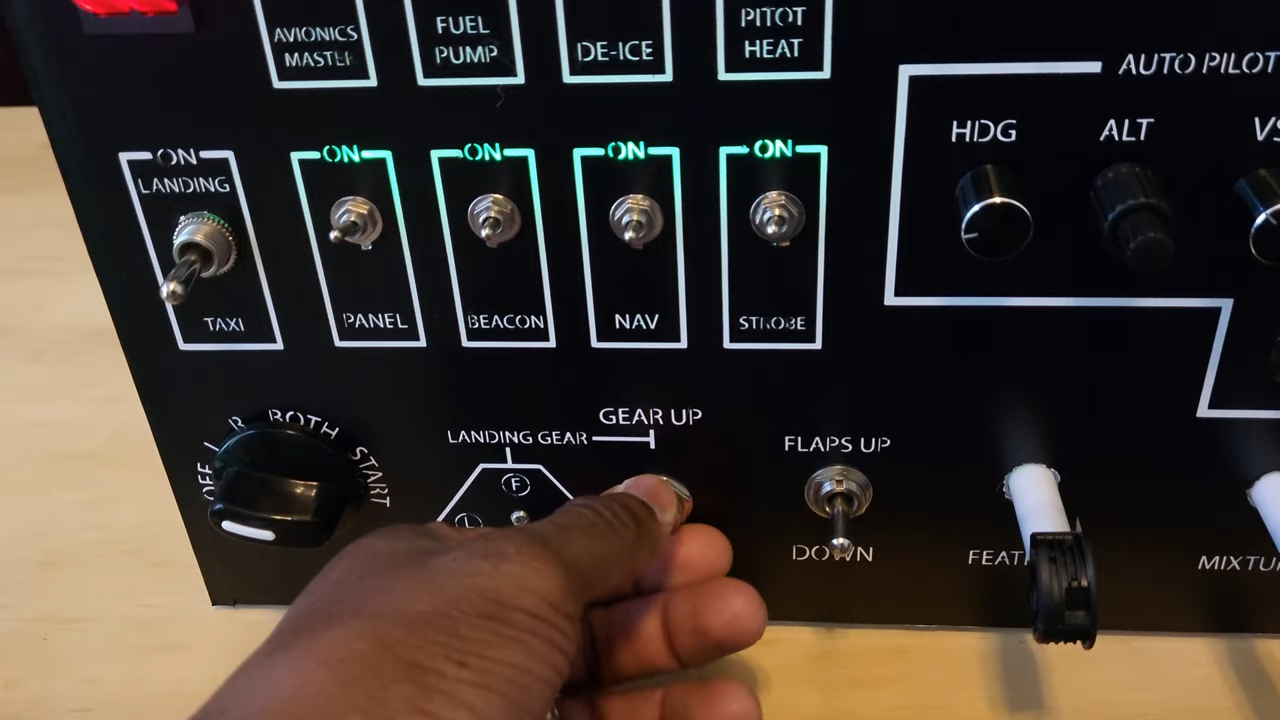 AVIONICS
MASTER
FUEL
PUMP
DE-ICE
PITOT
HEAT
AUTO PILOT
HDG
ALT
ON
LANDING
TAXI
ON
PANEL
ON
BEACON
ON
NAV
ON
STROBE
OFF L R BOTH START
LANDING GEAR
GEAR UP
F
L
FLAPS UP
DOWN